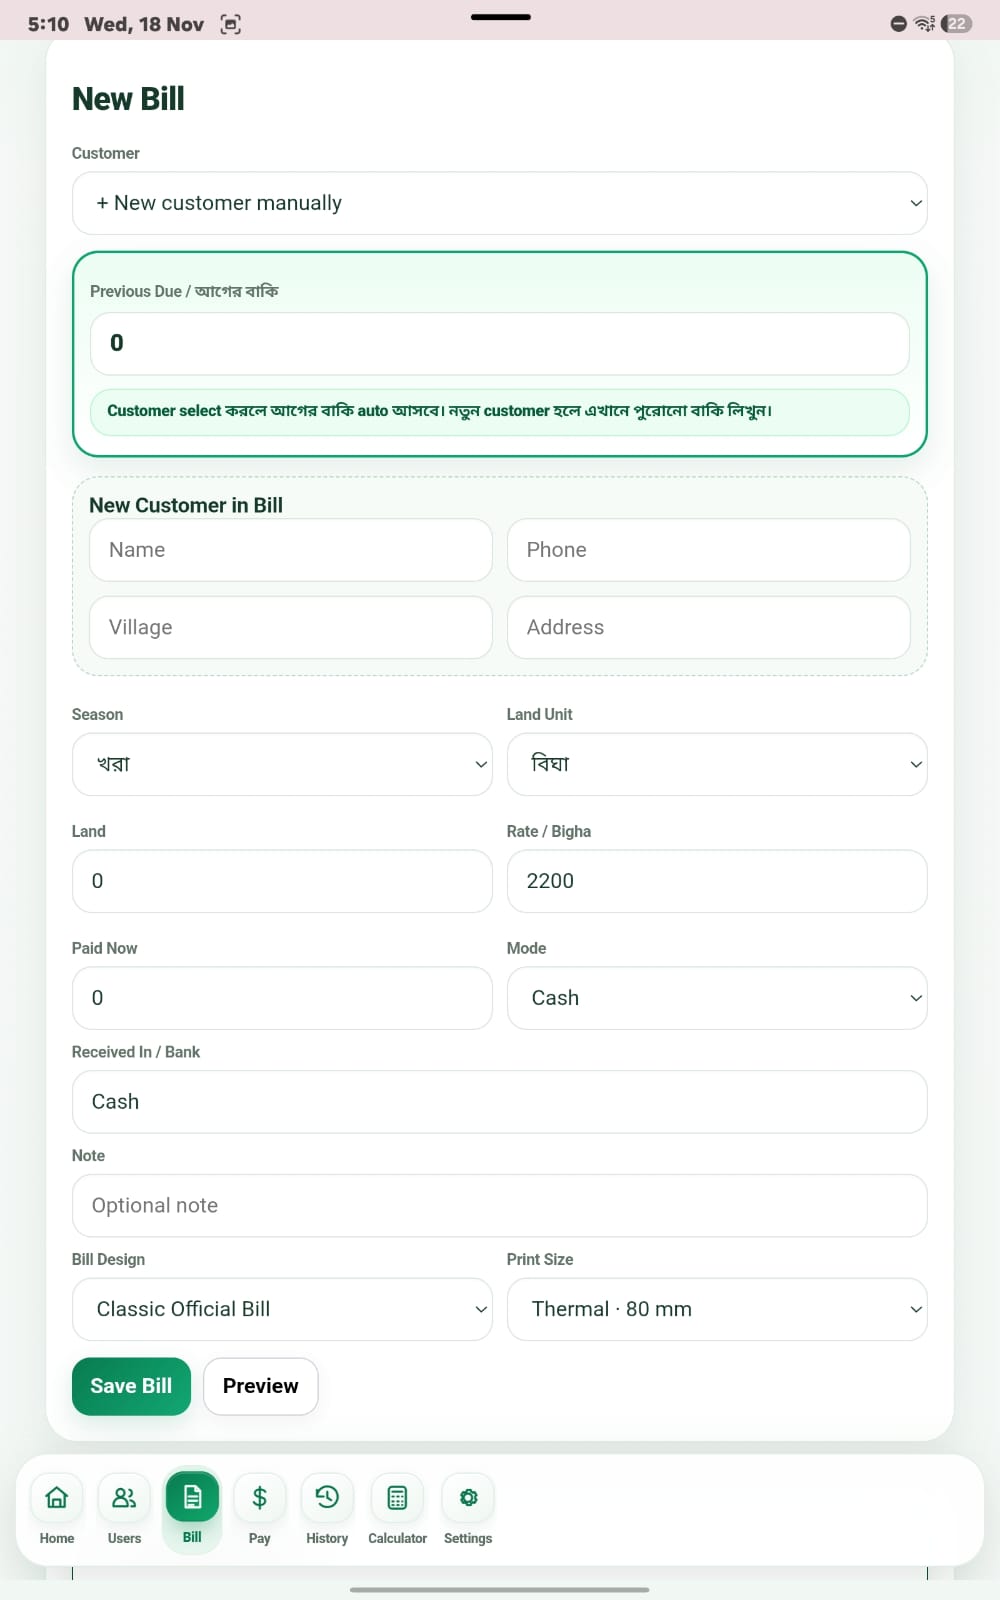 5:10 Wed, 18 Nov
5
22
New Bill
Customer
+ New customer manually
Previous Due / আগের বাকি
0
Customer select করলে আগের বাকি auto আসবে। নতুন customer হলে এখানে পুরোনো বাকি লিখুন।
New Customer in Bill
Name Phone
Village Address
Season Land Unit
খরা বিঘা
Land Rate / Bigha
0 2200
Paid Now Mode
0 Cash
Received In / Bank
Cash
Note
Optional note
Bill Design Print Size
Classic Official Bill Thermal · 80 mm
Save Bill Preview
Home Users Bill Pay History Calculator Settings